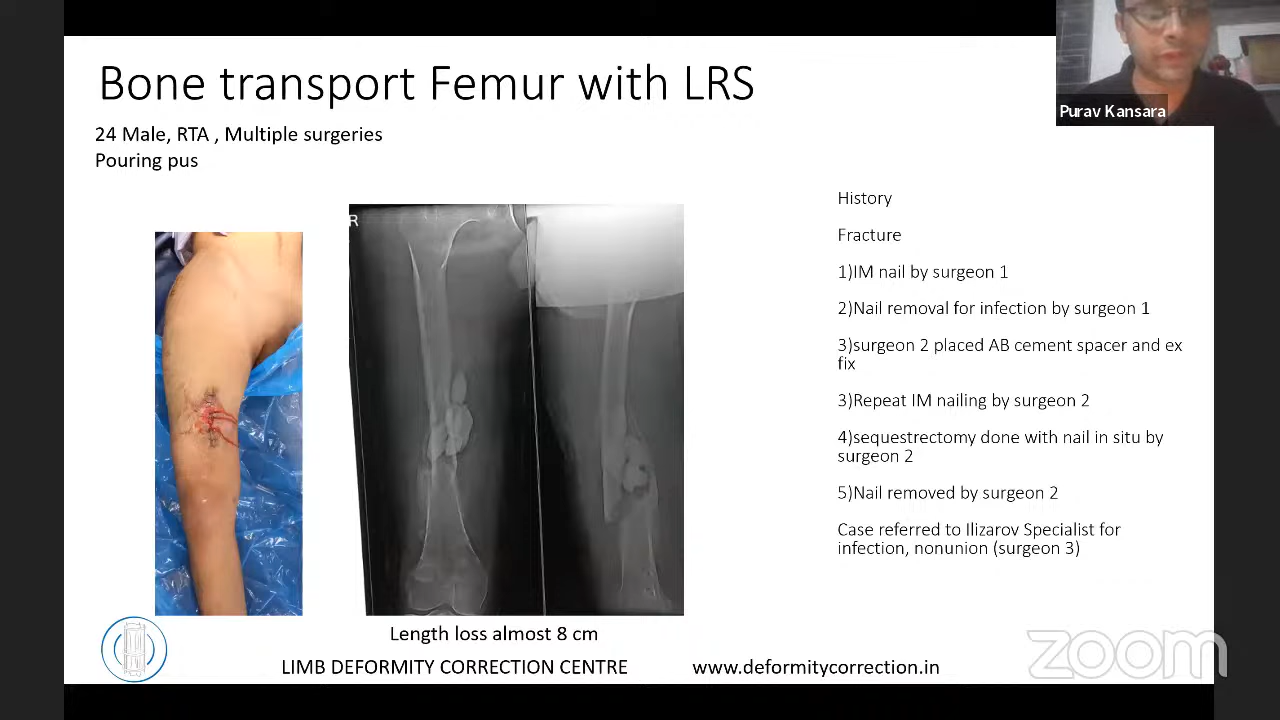 Bone transport Femur with LRS
Purav Kansara
24 Male, RTA , Multiple surgeries
Pouring pus
R
History
Fracture
1)IM nail by surgeon 1
2)Nail removal for infection by surgeon 1
3)surgeon 2 placed AB cement spacer and ex
fix
3)Repeat IM nailing by surgeon 2
4)sequestrectomy done with nail in situ by
surgeon 2
5)Nail removed by surgeon 2
Case referred to Ilizarov Specialist for
infection, nonunion (surgeon 3)
Length loss almost 8 cm
LIMB DEFORMITY CORRECTION CENTRE
www.deformitycorrection.in
zoom